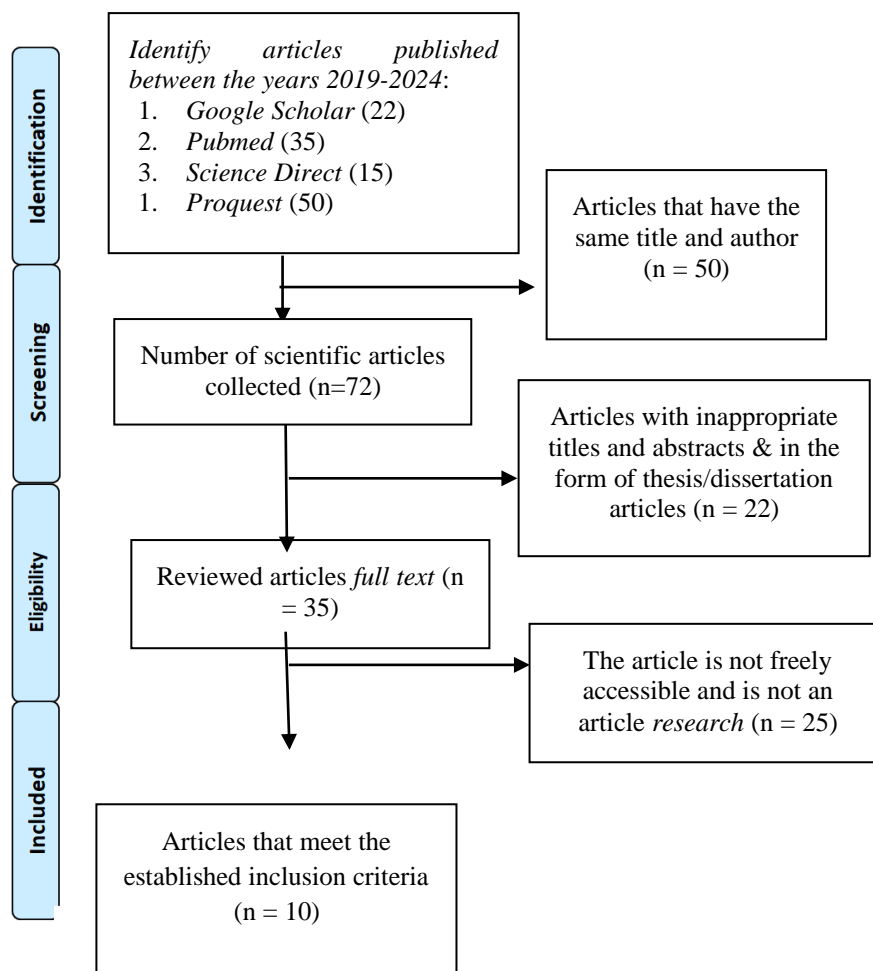 Identify articles published
between the years 2019-2024:
1. Google Scholar (22)
2. Pubmed (35)
3. Science Direct (15)
1. Proquest (50)
Identification
Articles that have the
same title and author
(n = 50)
Screening
Number of scientific articles
collected (n=72)
Articles with inappropriate
titles and abstracts & in the
form of thesis/dissertation
articles (n = 22)
Eligibility
Reviewed articles full text (n
= 35)
The article is not freely
accessible and is not an
article research (n = 25)
Included
Articles that meet the
established inclusion criteria
(n = 10)